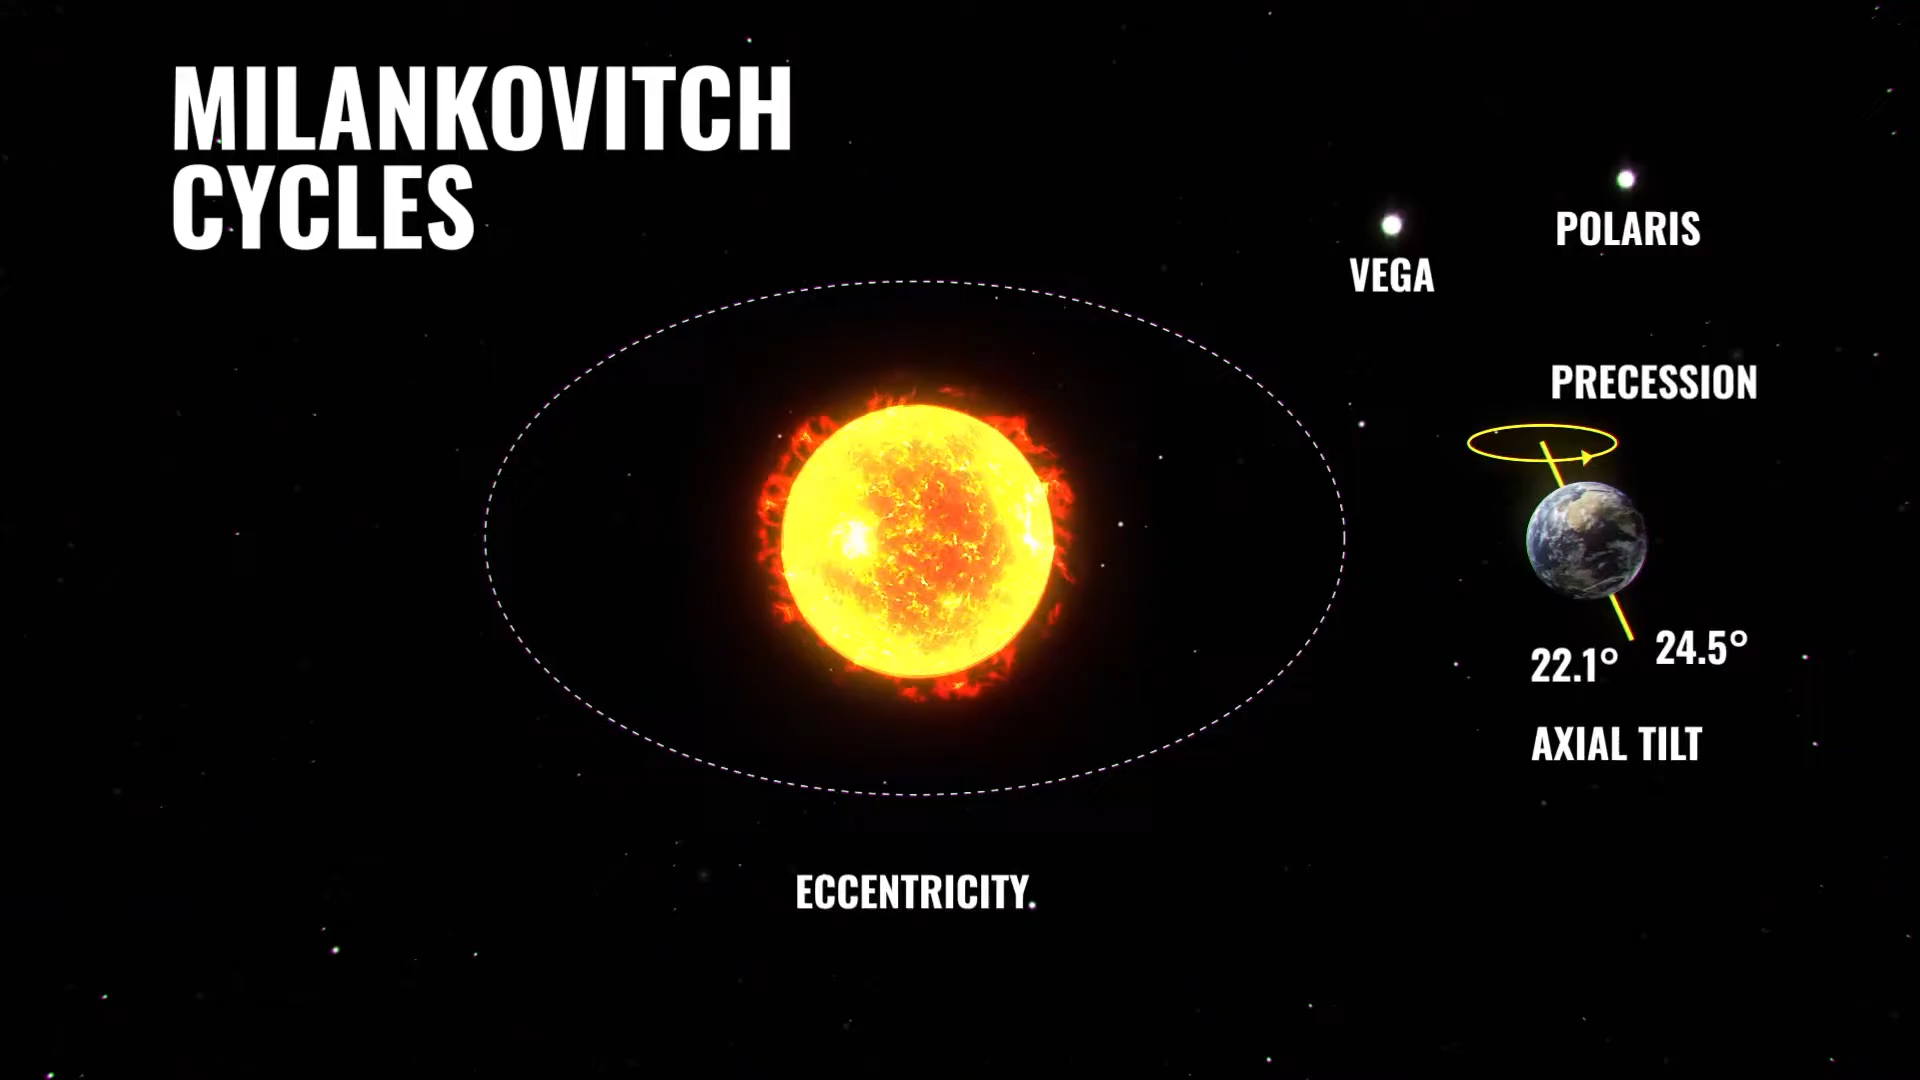 MILANKOVITCH
CYCLES
POLARIS
VEGA
PRECESSION
22.1° 24.5°
AXIAL TILT
ECCENTRICITY